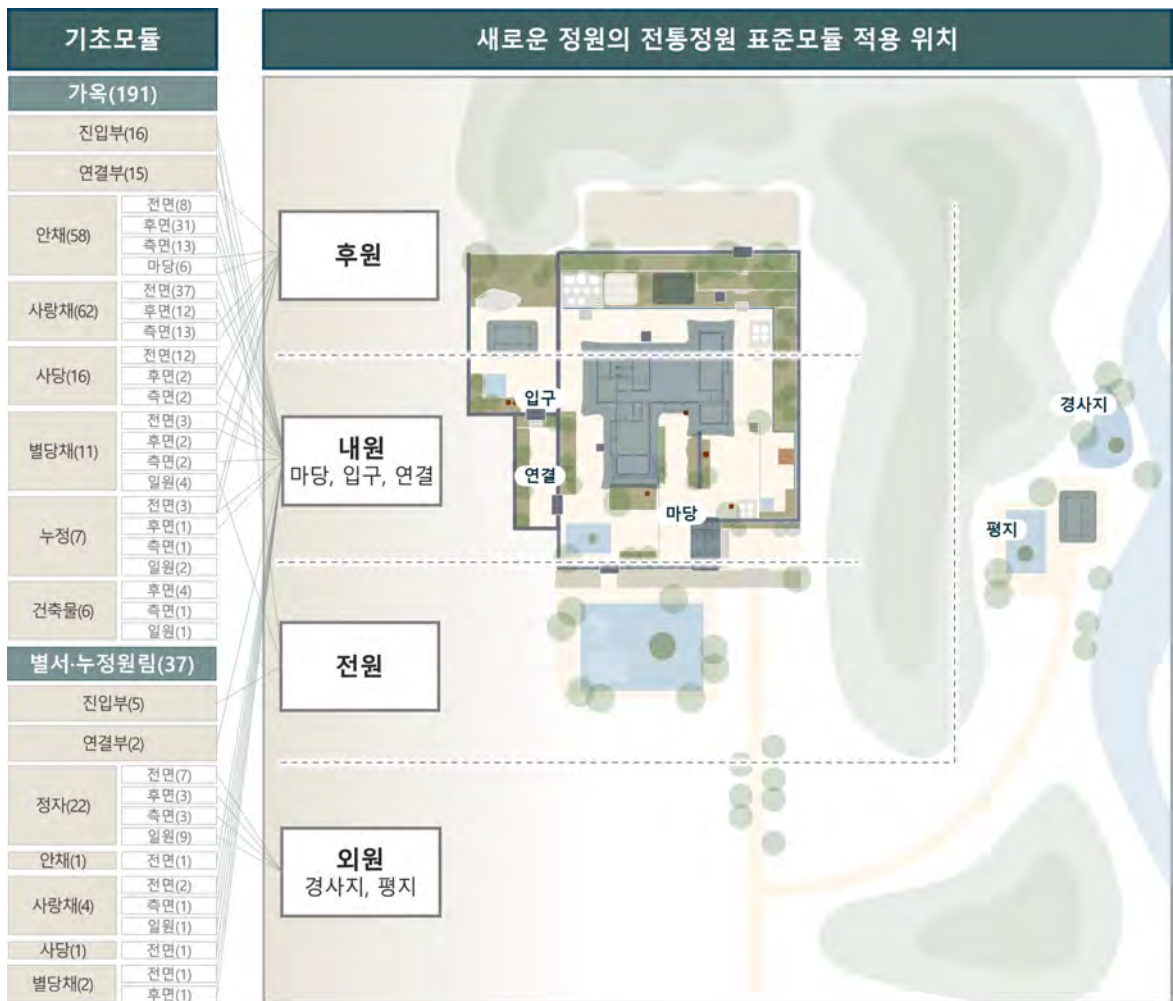 기초모듈
새로운 정원의 전통정원 표준모듈 적용 위치
가옥(191)
진입부(16)
연결부(15)
안채(58)
전면(8)
후면(31)
측면(13)
마당(6)
사랑채(62)
전면(37)
후면(12)
측면(13)
사당(16)
전면(12)
후면(2)
측면(2)
별당채(11)
전면(3)
후면(2)
측면(2)
일원(4)
누정(7)
전면(3)
후면(1)
측면(1)
일원(2)
건축물(6)
후면(4)
측면(1)
일원(1)
별서·누정원림(37)
진입부(5)
연결부(2)
정자(22)
전면(7)
후면(3)
측면(3)
일원(9)
안채(1)
전면(1)
사랑채(4)
전면(2)
측면(1)
일원(1)
사당(1)
전면(1)
별당채(2)
전면(1)
후면(1)
후원
내원
마당, 입구, 연결
전원
외원
경사지, 평지
입구
연결
마당
경사지
평지